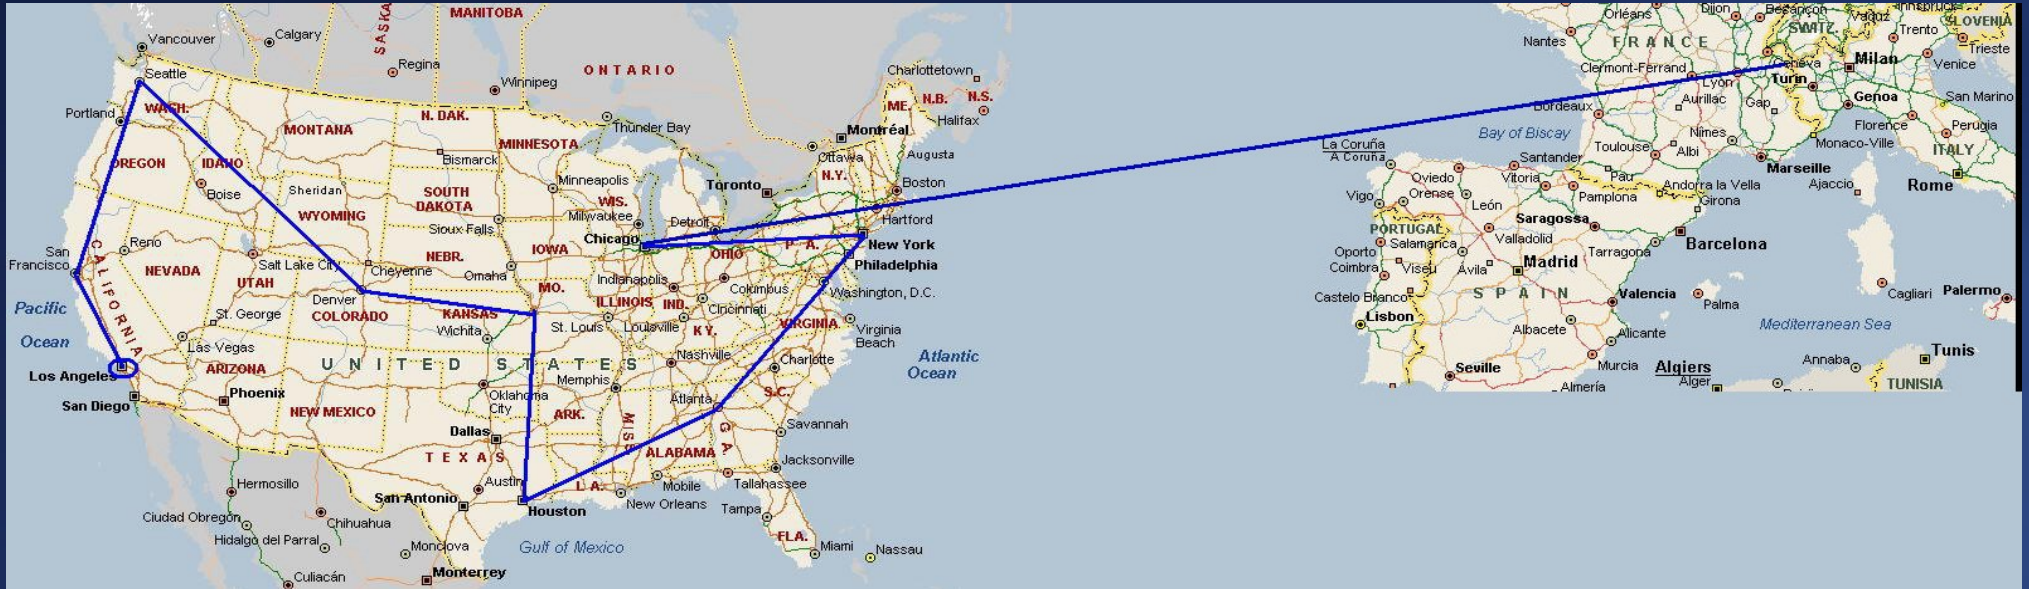 MANITOBA
SASKA
Vancouver
Calgary
Regina
Winnipeg
ONTARIO
Seattle
WASH.
Portland
MONTANA
N. DAK.
Thunder Bay
MINNESOTA
Bismarck
OREGON
IDAHO
Boise
Sheridan
SOUTH
DAKOTA
Minneapolis
WIS.
Milwaukee
WYOMING
Sioux Falls
Chicago
Detroit
Toronto
Ottawa
Montréal
Charlottetown
ME.
N.B.
N.S.
Halifax
Augusta
N.Y.
Boston
Hartford
New York
Philadelphia
P A.
OHIO
San
Francisco
Reno
Salt Lake City
Cheyenne
NEBR.
Omaha
IOWA
Indianapolis
Columbus
Washington, D.C.
CALIFORNIA
NEVADA
UTAH
Denver
COLORADO
KANSAS
MO.
ILLINOIS
IND.
Cincinnati
Pacific
Ocean
St. George
Wichita
St. Louis
Louisville
KY.
VIRGINIA
Virginia
Beach
Las Vegas
UNITED STATES
Nashville
Charlotte
Atlantic
Ocean
Los Angeles
ARIZONA
Phoenix
San Diego
NEW MEXICO
Oklahoma
City
Memphis
ARK.
MISS
Atlanta
S.C.
GA.
Savannah
Dallas
TEXAS
ALABAMA
Jacksonville
Hermosillo
San Antonio
Austin
Houston
L A.
New Orleans
Mobile
Tallahassee
Tampa
FLA.
Miami
Nassau
Ciudad Obregón
Chihuahua
Hidalgo del Parral
Monclova
Gulf of Mexico
Culiacán
Monterrey
Orléans
Dijon
Besançon
Vaduz
Innsbruck
SLOVENIA
Nantes
FRANCE
SWITZ.
Trento
Trieste
Clermont-Ferrand
Geneva
Milan
Venice
Lyon
Turin
Bordeaux
Aurillac
Gap
Genoa
San Marino
Bay of Biscay
Florence
Perugia
La Coruña
A Coruna
Santander
Toulouse
Albi
Nîmes
Monaco-Ville
ITALY
Oviedo
Vitoria
Pau
Marseille
Vigo
Orense
León
Pamplona
Andorra la Vella
Girona
Ajaccio
Rome
PORTUGAL
Saragossa
Oporto
Salamanca
Valladolid
Tarragona
Barcelona
Coimbra
Viseu
Avila
Madrid
Castelo Branco
SPAIN
Valencia
Palma
Cagliari
Palermo
Lisbon
Albacete
Alicante
Mediterranean Sea
Seville
Murcia
Algiers
Alger
Annaba
Tunis
Almería
TUNISIA